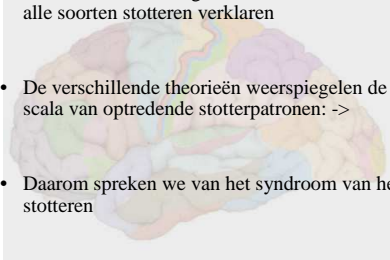 alle soorten stotteren verklaren
• De verschillende theorieën weerspiegelen de
scala van optredende stotterpatronen: ->
• Daarom spreken we van het syndroom van he
stotteren